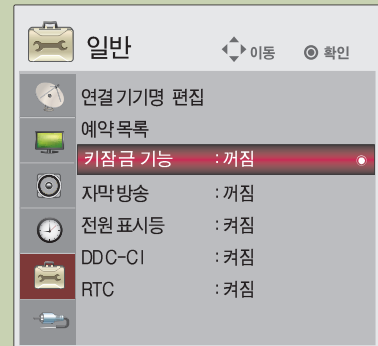 일반 이동 확인
연결 기기명 편집
예약 목록
키잠금 기능 : 꺼짐
자막방송 : 꺼짐
전원 표시등 : 켜짐
DDC-CI : 켜짐
RTC : 켜짐